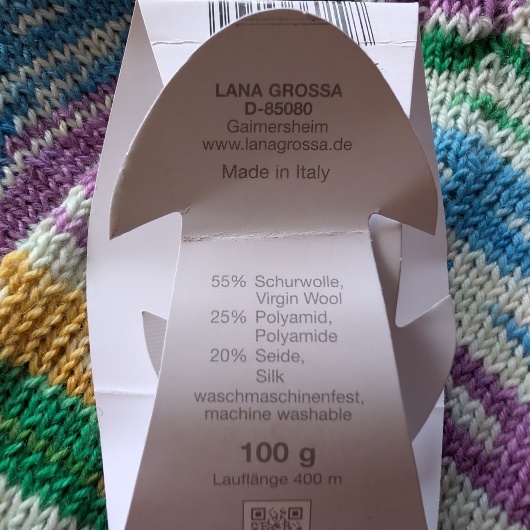 LANA GROSSA
D-85080
Gaimersheim
www.lanagrossa.de
Made in Italy
55% Schurwolle,
Virgin Wool
25% Polyamid,
Polyamide
20% Seide,
Silk
waschmaschinenfest,
machine washable
100 g
Lauflänge 400 m